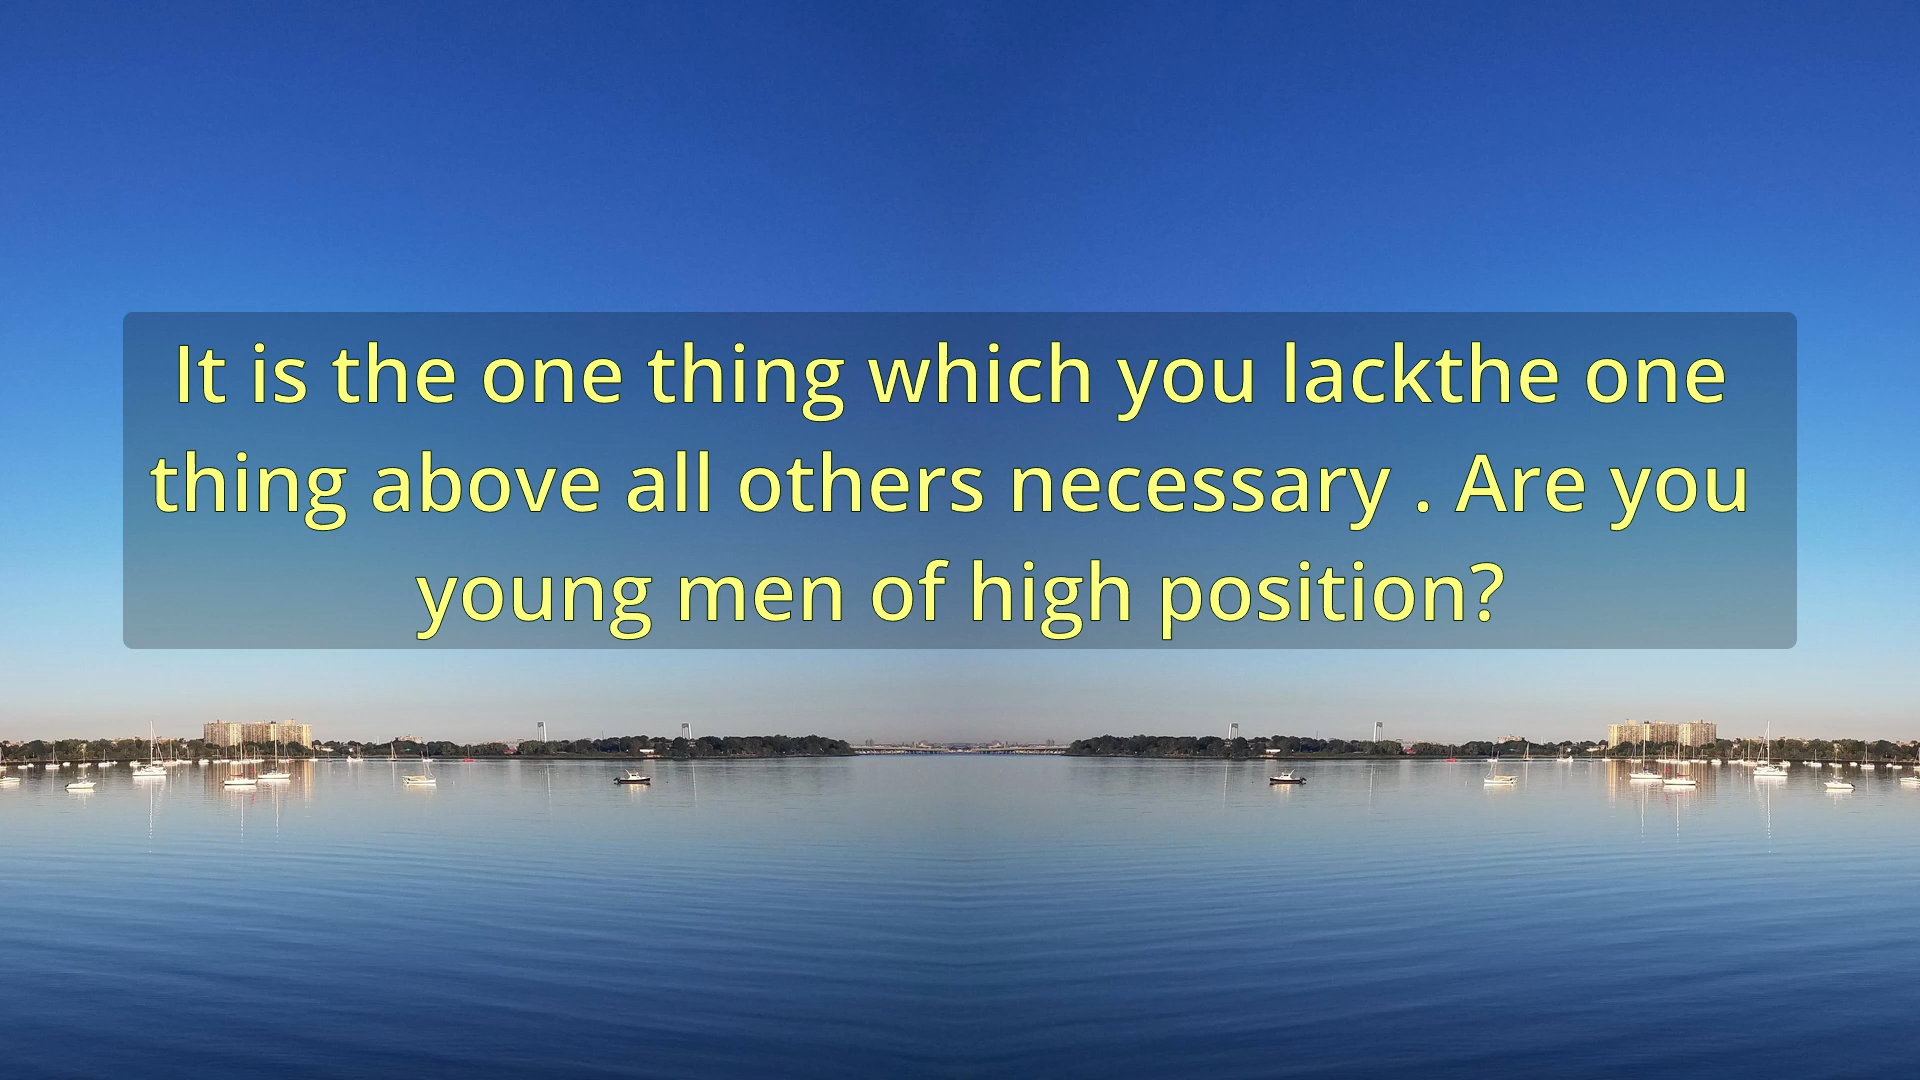 It is the one thing which you lackthe one
thing above all others necessary . Are you
young men of high position?